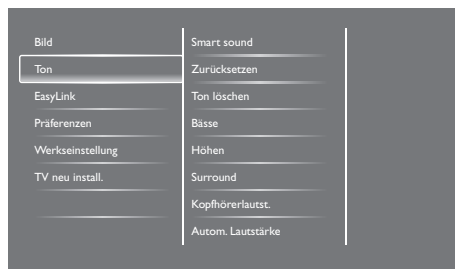 Bild
Ton
EasyLink
Präferenzen
Werkseinstellung
TV neu install.
Smart sound
Zurücksetzen
Ton löschen
Bässe
Höhen
Surround
Kopfhörerlautst.
Autom. Lautstärke